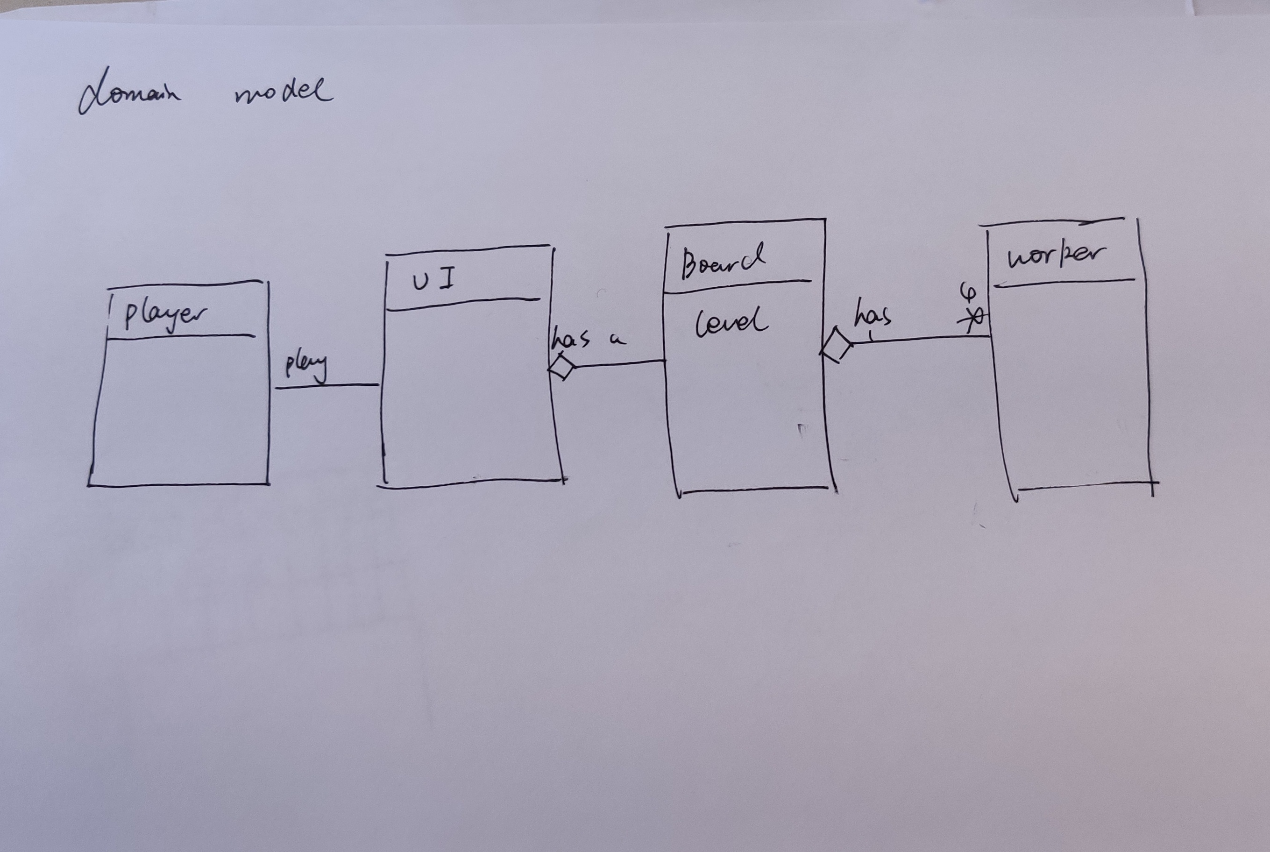 domain model
player
play
UI
has a
Board
level
has
worker